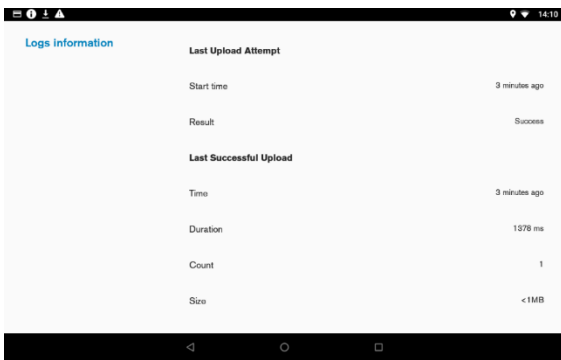 14:10
Logs information
Last Upload Attempt
Start time 3 minutes ago
Result Success
Last Successful Upload
Time 3 minutes ago
Duration 1378 ms
Count 1
Size <1MB